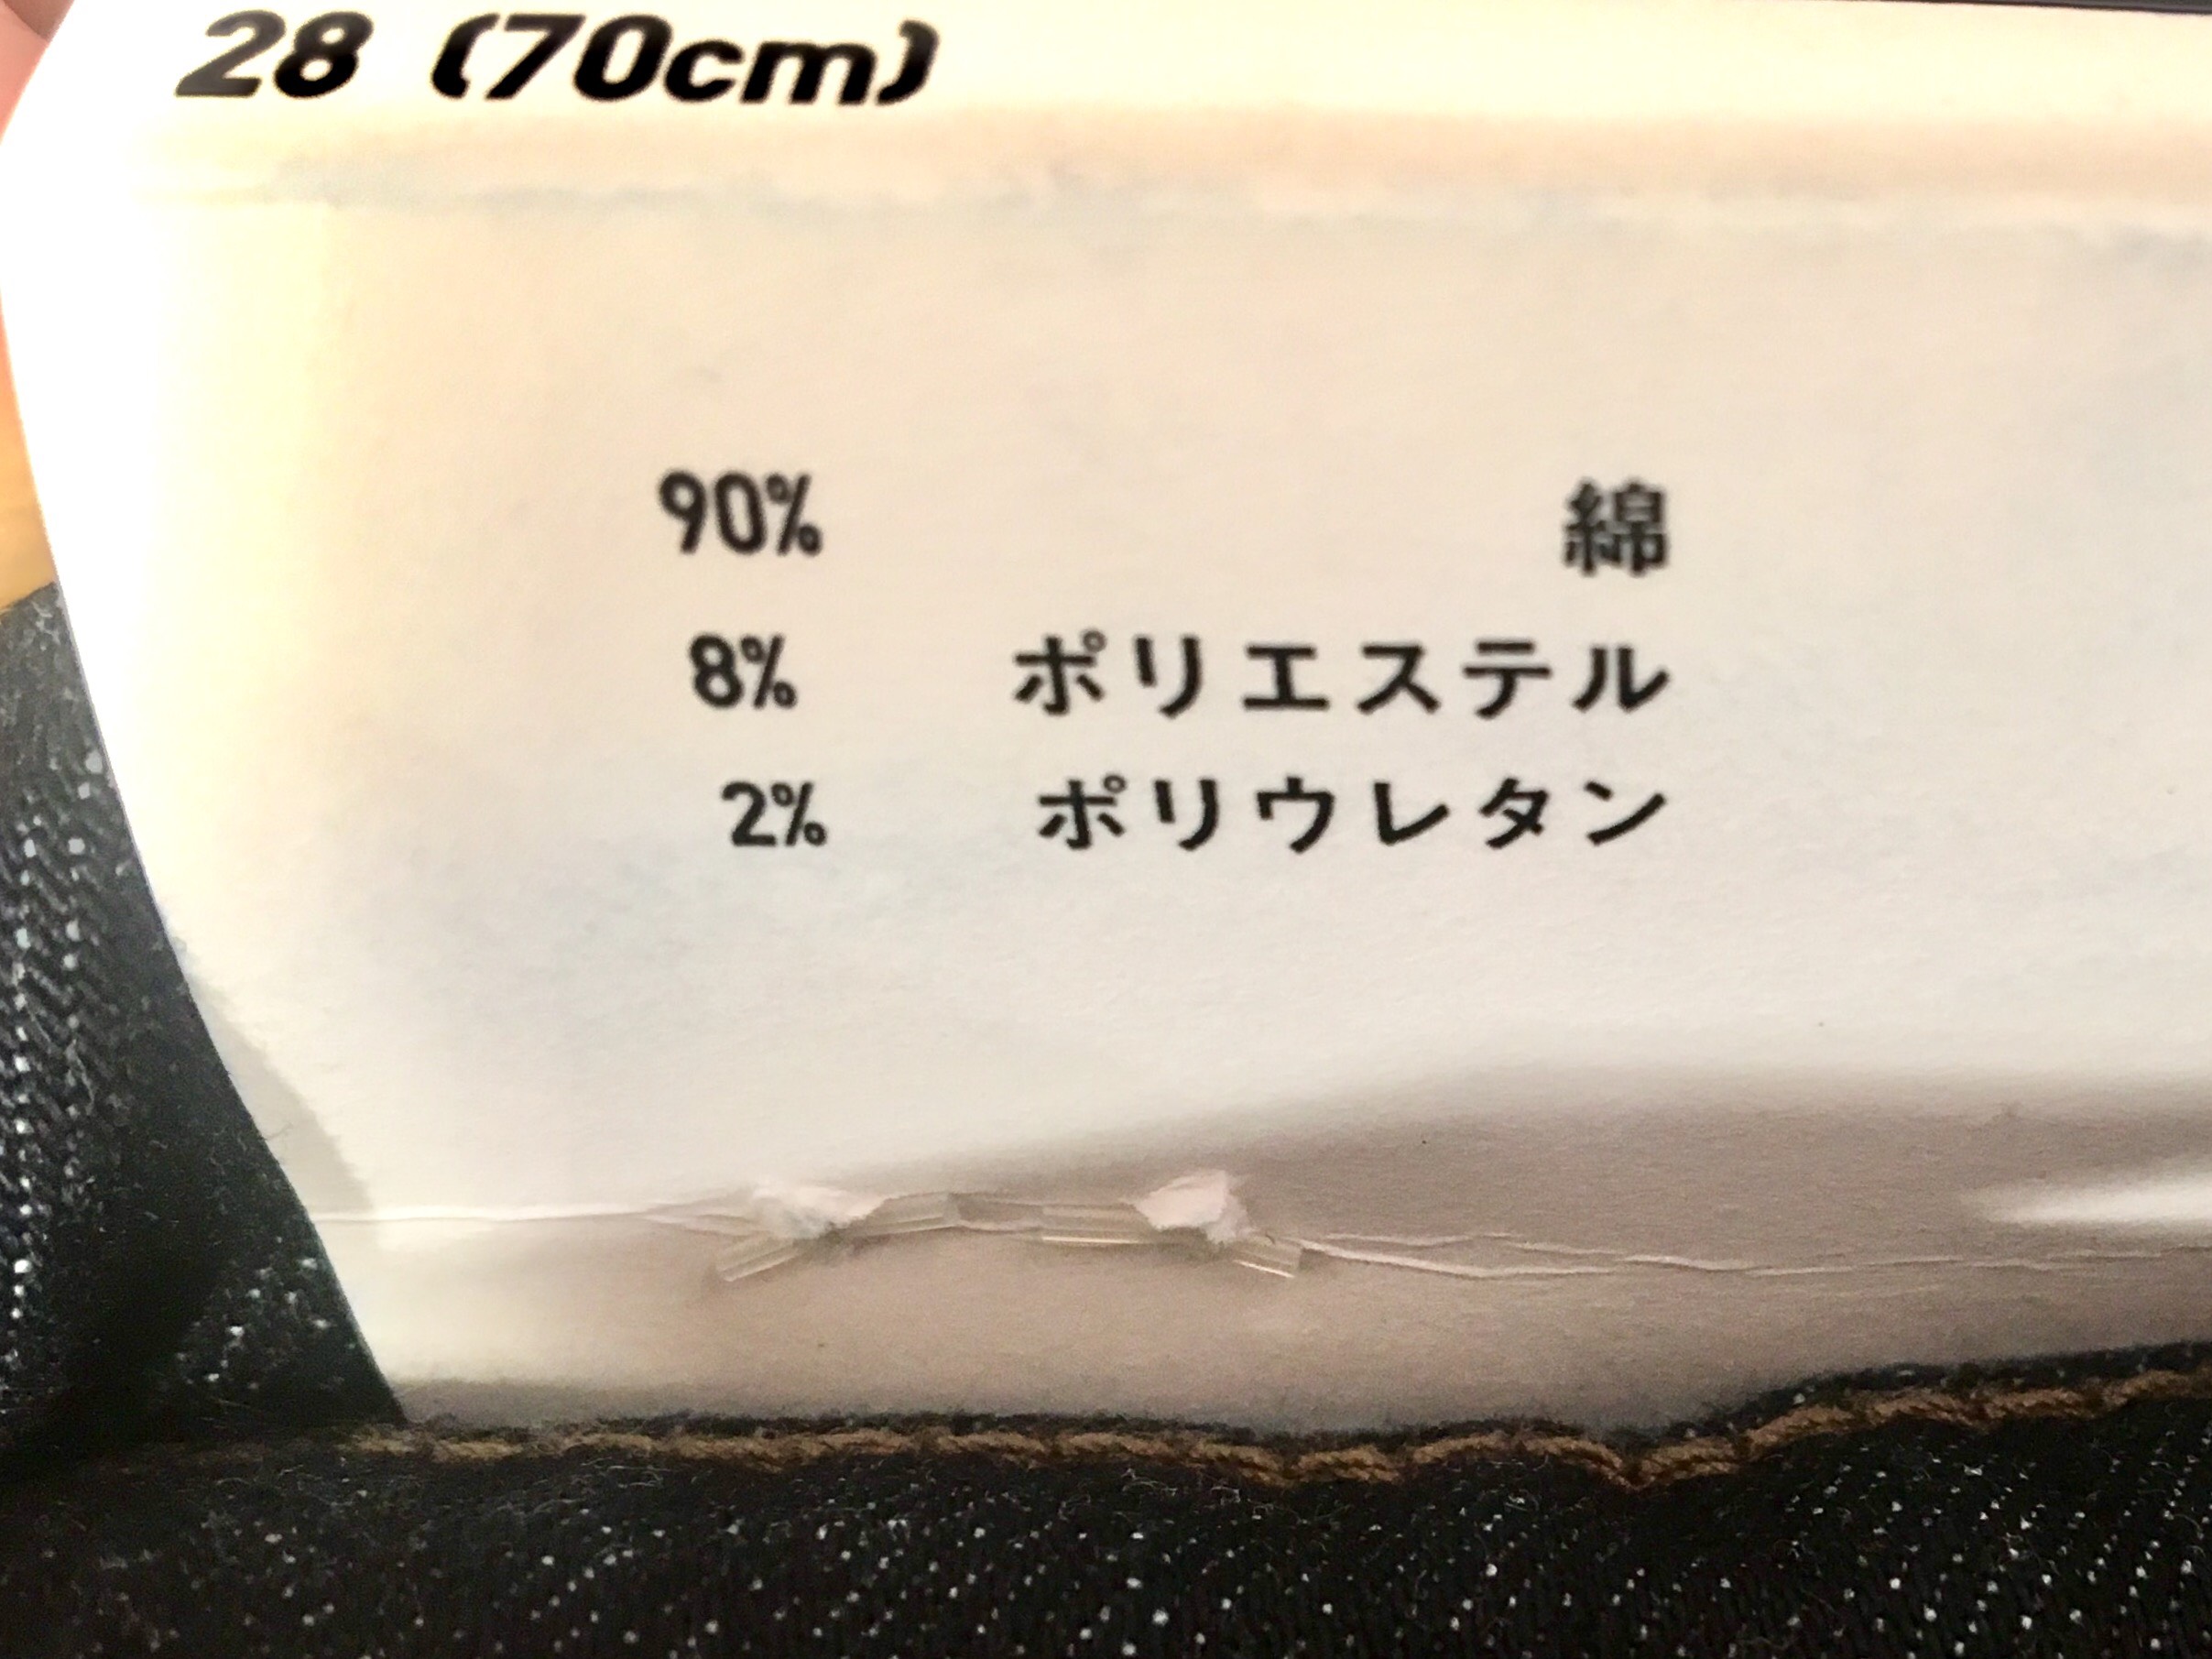 28 (70cm)
90% 綿
8% ポリエステル
2% ポリウレタン